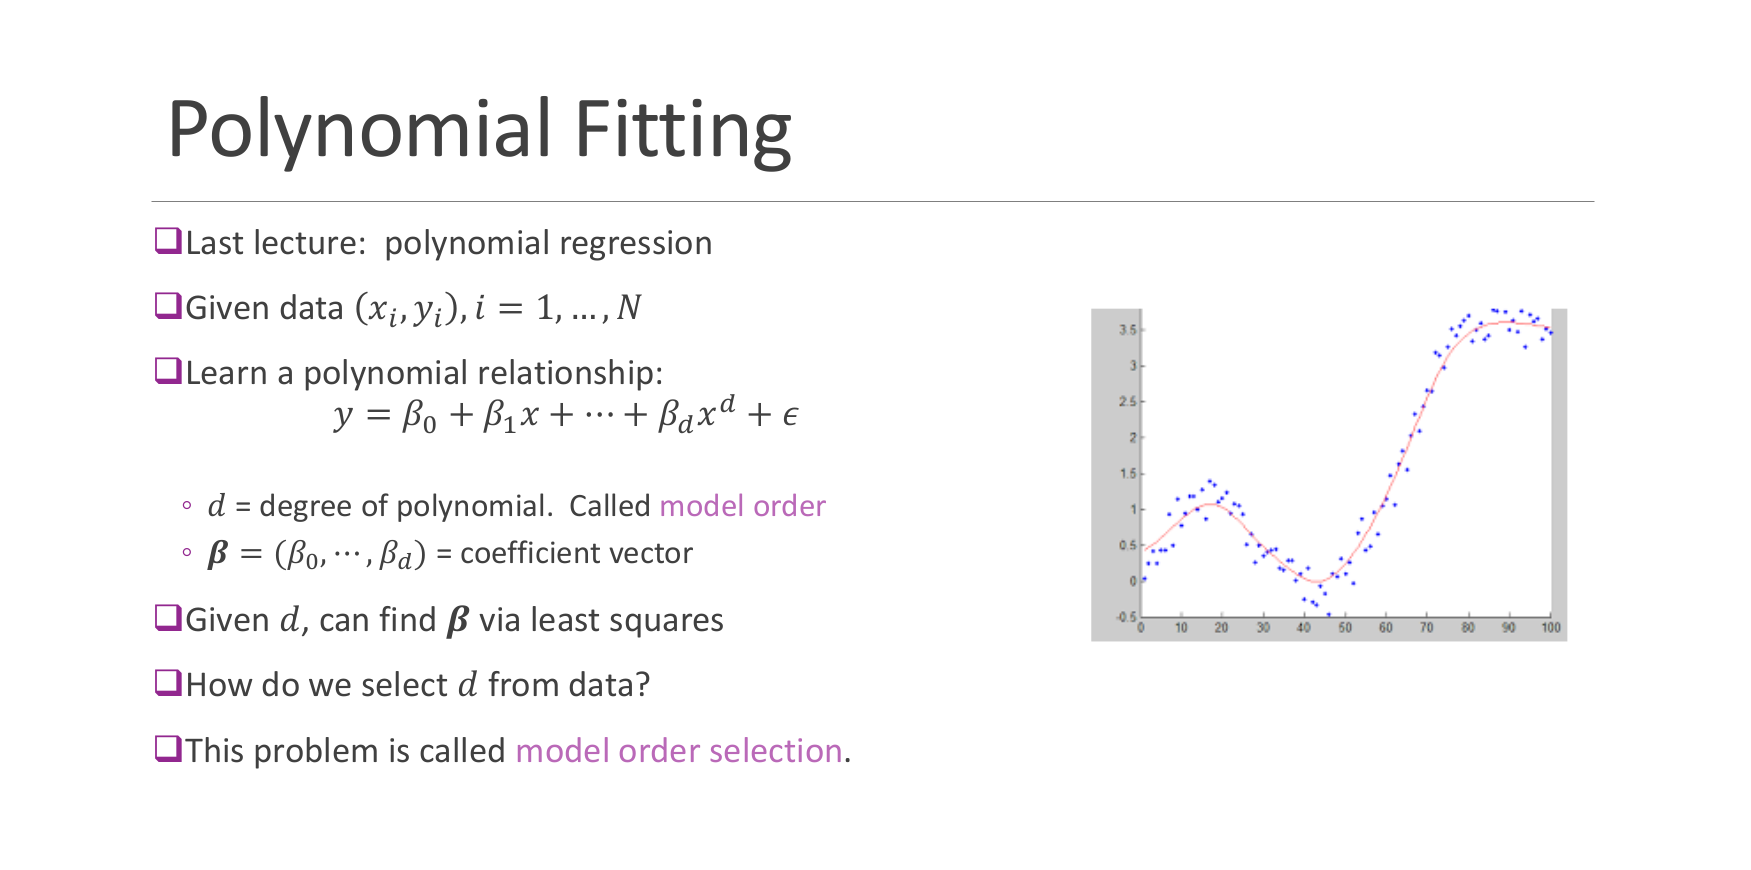 Polynomial Fitting
❑Last lecture:  polynomial regression
❑Given data (xᵢ, yᵢ), i = 1, … , N
❑Learn a polynomial relationship:
y = β₀ + β₁x + ⋯ + β_d x^d + ϵ
◦ d = degree of polynomial.  Called model order
◦ β = (β₀, ⋯ , β_d) = coefficient vector
❑Given d, can find β via least squares
❑How do we select d from data?
❑This problem is called model order selection.
3.5
3
2.5
2
1.5
1
0.5
0
-0.5
0 10 20 30 40 50 60 70 80 90 100